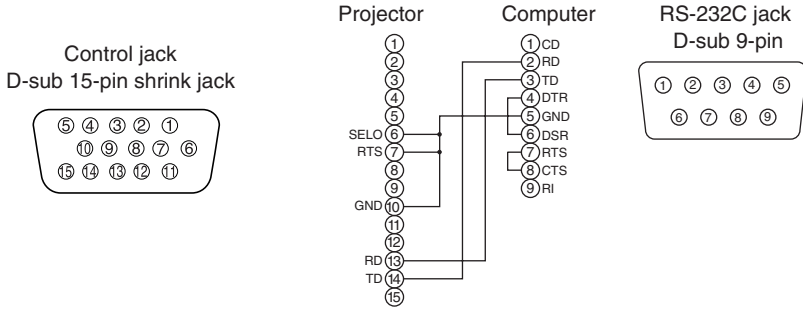 Control jack
D-sub 15-pin shrink jack
5 4 3 2 1
10 9 8 7 6
15 14 13 12 11
Projector
1
2
3
4
5
SELO 6
RTS 7
8
9
GND 10
11
12
RD 13
TD 14
15
Computer
1 CD
2 RD
3 TD
4 DTR
5 GND
6 DSR
7 RTS
8 CTS
9 RI
RS-232C jack
D-sub 9-pin
1 2 3 4 5
6 7 8 9